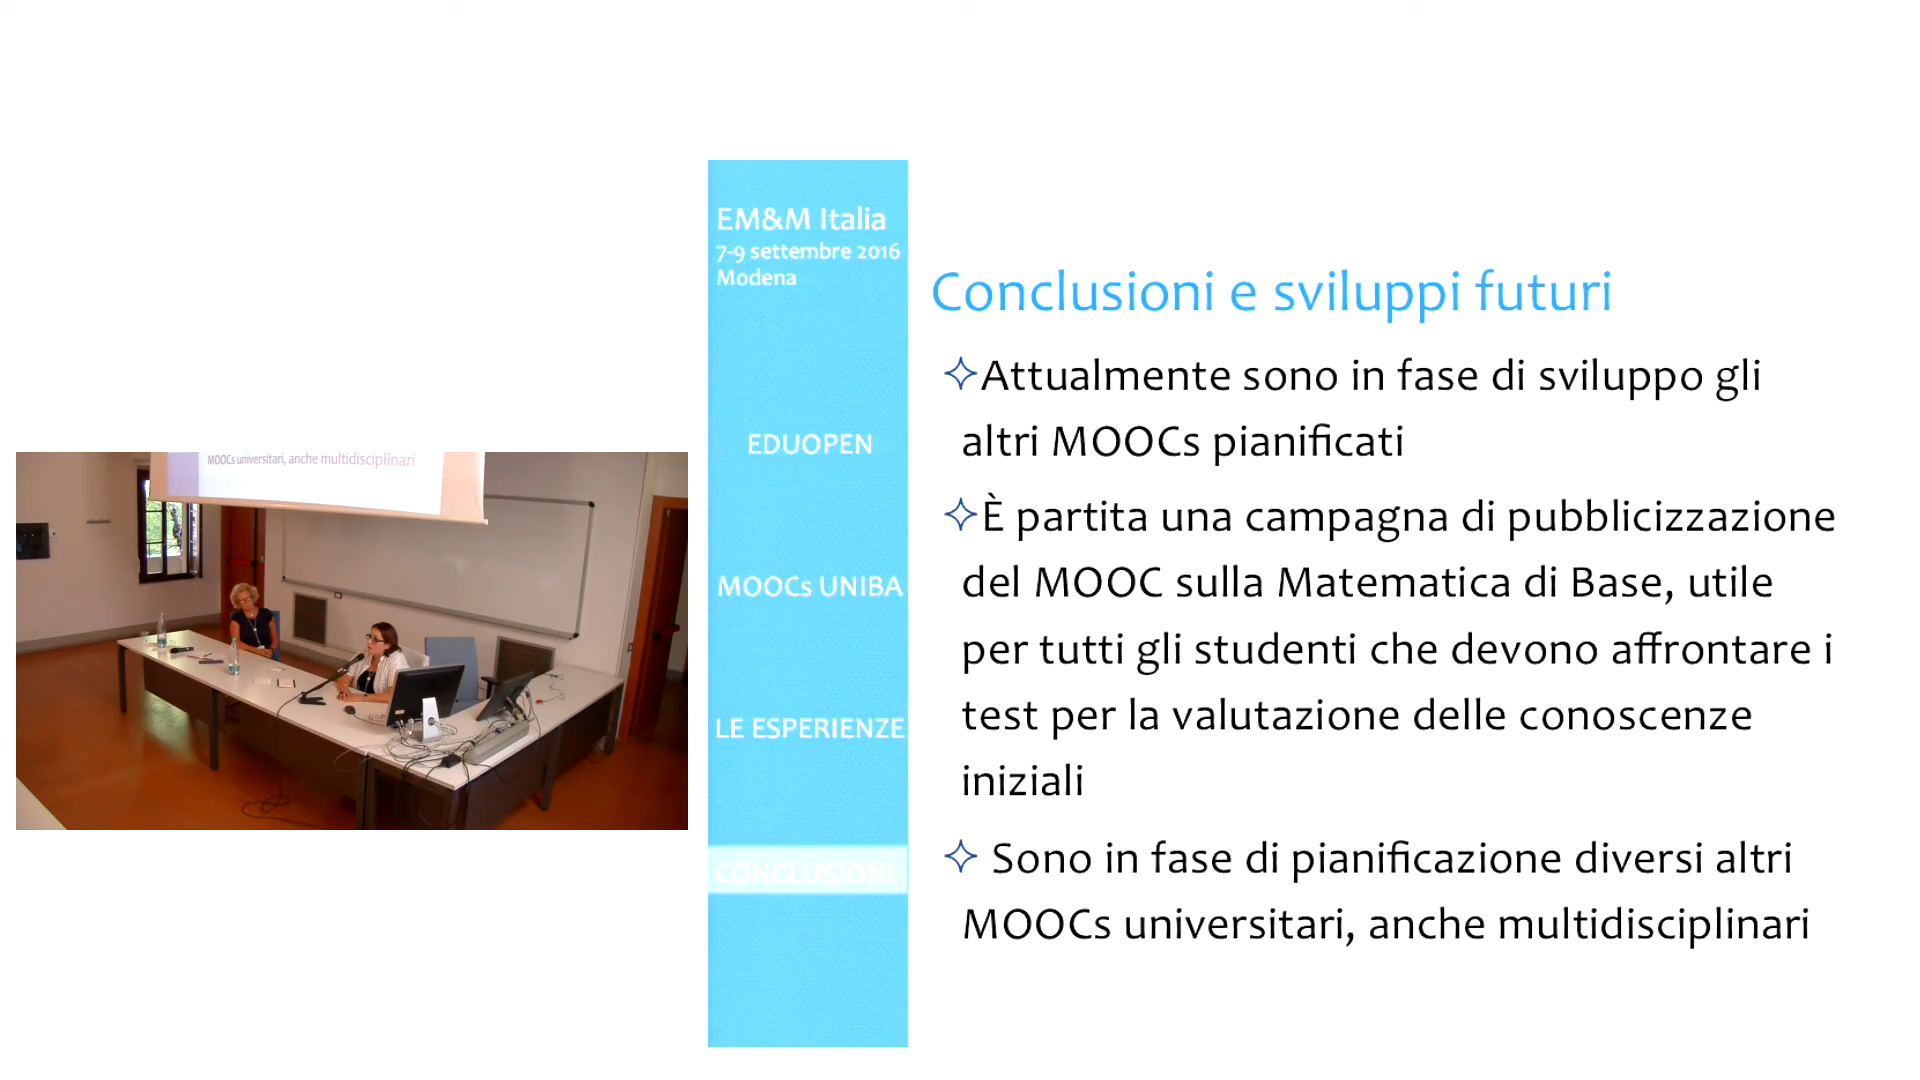 MOOCs universitari, anche multidisciplinari
EM&M Italia
7-9 settembre 2016
Modena
EDUOPEN
MOOCs UNIBA
LE ESPERIENZE
CONCLUSIONI
Conclusioni e sviluppi futuri
Attualmente sono in fase di sviluppo gli
altri MOOCs pianificati
È partita una campagna di pubblicizzazione
del MOOC sulla Matematica di Base, utile
per tutti gli studenti che devono affrontare i
test per la valutazione delle conoscenze
iniziali
Sono in fase di pianificazione diversi altri
MOOCs universitari, anche multidisciplinari